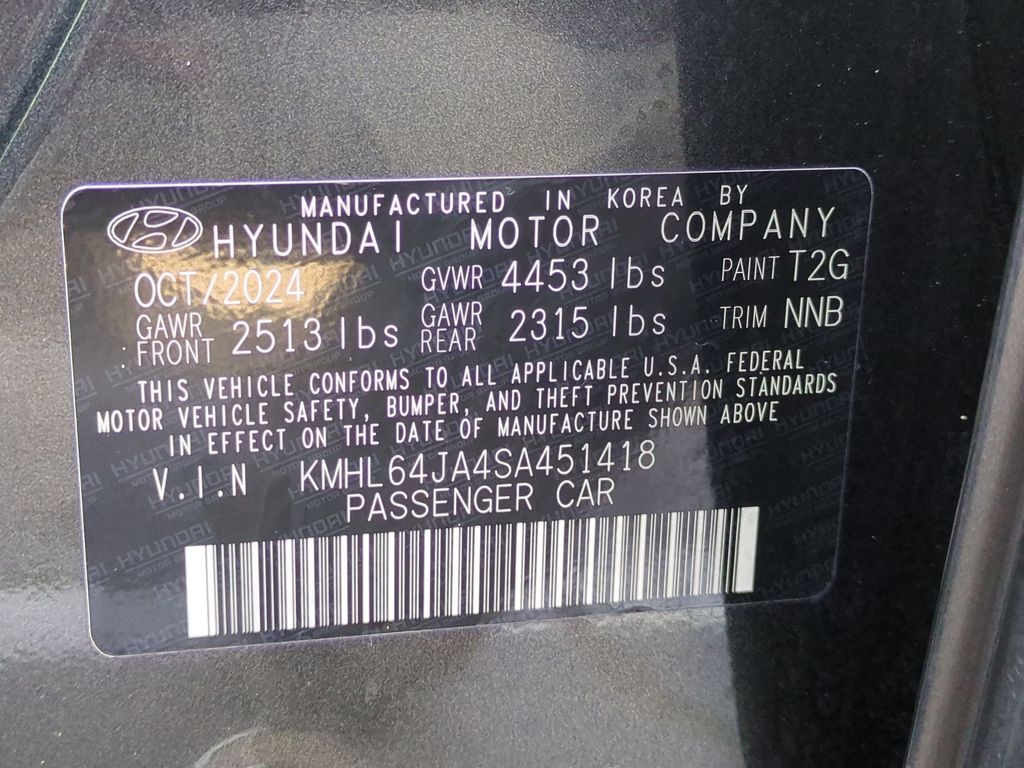 MANUFACTURED IN KOREA BY
HYUNDAI MOTOR COMPANY
OCT/2024 GVWR 4453 lbs PAINT T2G
GAWR FRONT 2513 lbs GAWR REAR 2315 lbs TRIM NNB
THIS VEHICLE CONFORMS TO ALL APPLICABLE U.S.A. FEDERAL
MOTOR VEHICLE SAFETY, BUMPER, AND THEFT PREVENTION STANDARDS
IN EFFECT ON THE DATE OF MANUFACTURE SHOWN ABOVE
V.I.N KMHL64JA4SA451418
PASSENGER CAR